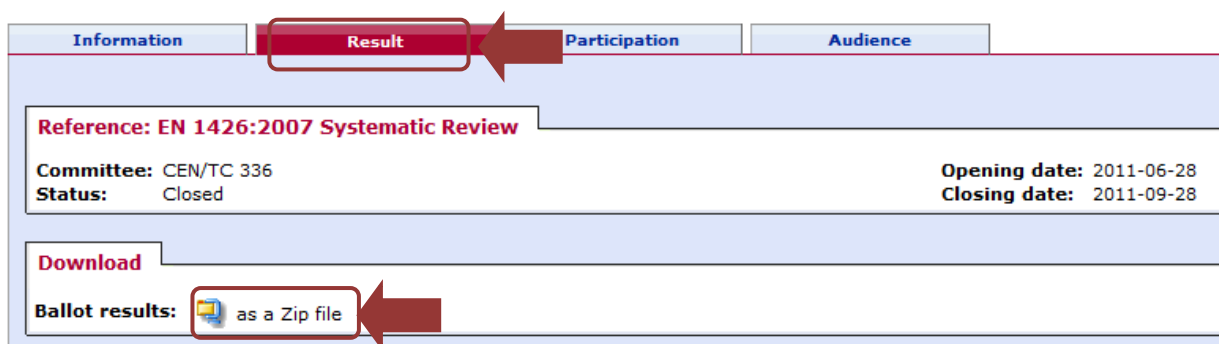 Information Result Participation Audience
Reference: EN 1426:2007 Systematic Review
Committee: CEN/TC 336 Opening date: 2011-06-28
Status: Closed Closing date: 2011-09-28
Download
Ballot results: as a Zip file